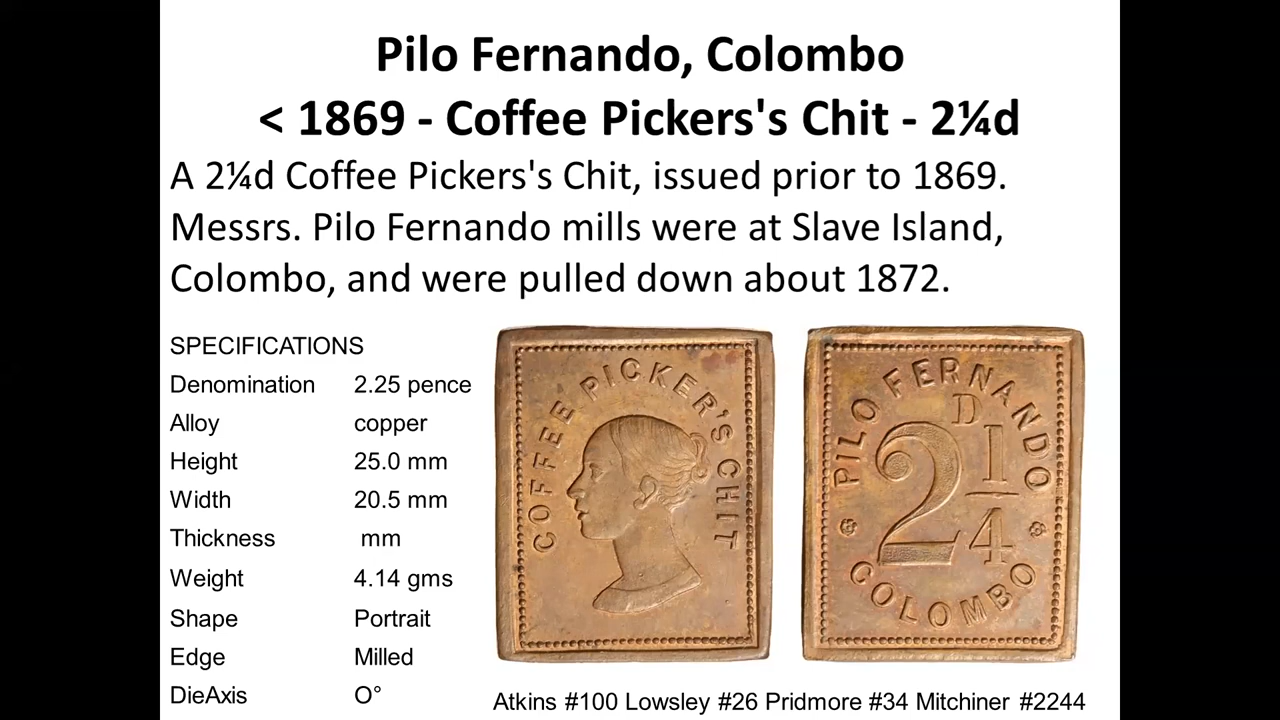 Pilo Fernando, Colombo
< 1869 - Coffee Pickers's Chit - 2¼d
A 2¼d Coffee Pickers's Chit, issued prior to 1869.
Messrs. Pilo Fernando mills were at Slave Island,
Colombo, and were pulled down about 1872.
SPECIFICATIONS
Denomination 2.25 pence
Alloy copper
Height 25.0 mm
Width 20.5 mm
Thickness mm
Weight 4.14 gms
Shape Portrait
Edge Milled
DieAxis O°
COFFEE PICKER'S CHIT
PILO FERNANDO
D
2 1/4
COLOMBO
Atkins #100 Lowsley #26 Pridmore #34 Mitchiner #2244